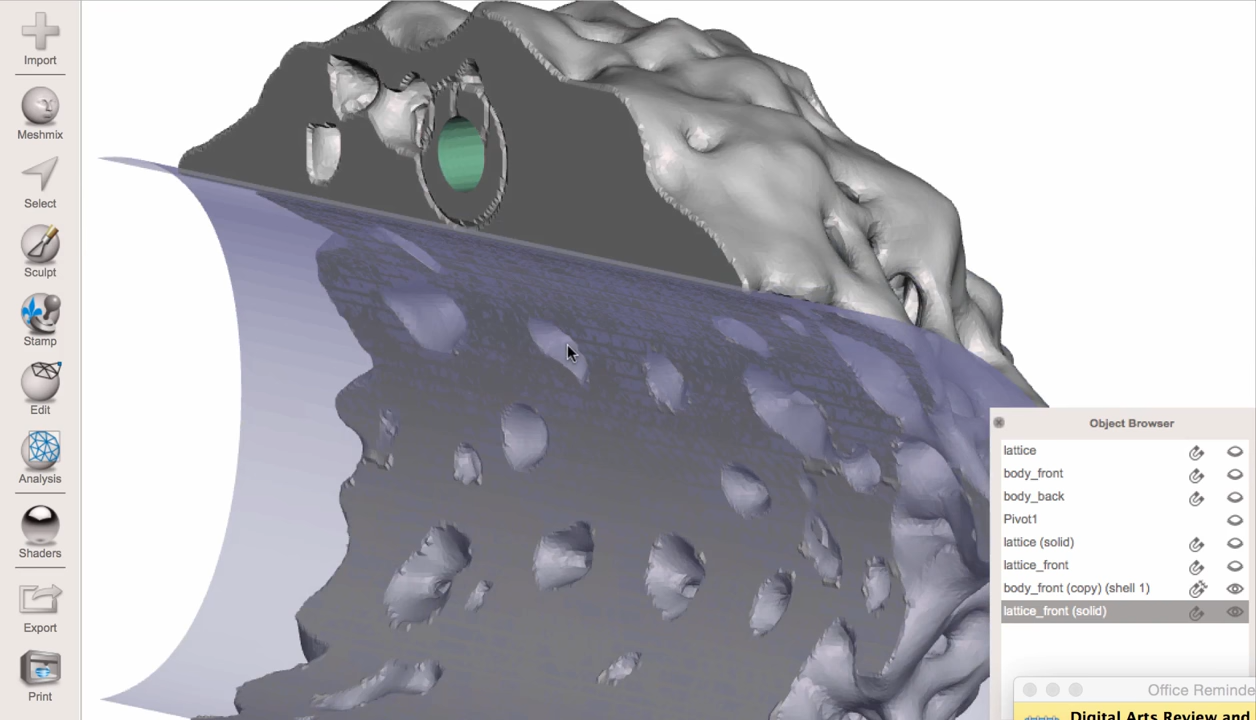 Import
Meshmix
Select
Sculpt
Stamp
Edit
Analysis
Shaders
Export
Print
Object Browser
lattice
body_front
body_back
Pivot1
lattice (solid)
lattice_front
body_front (copy) (shell 1)
lattice_front (solid)
Office Reminde
Digital Arts Review and